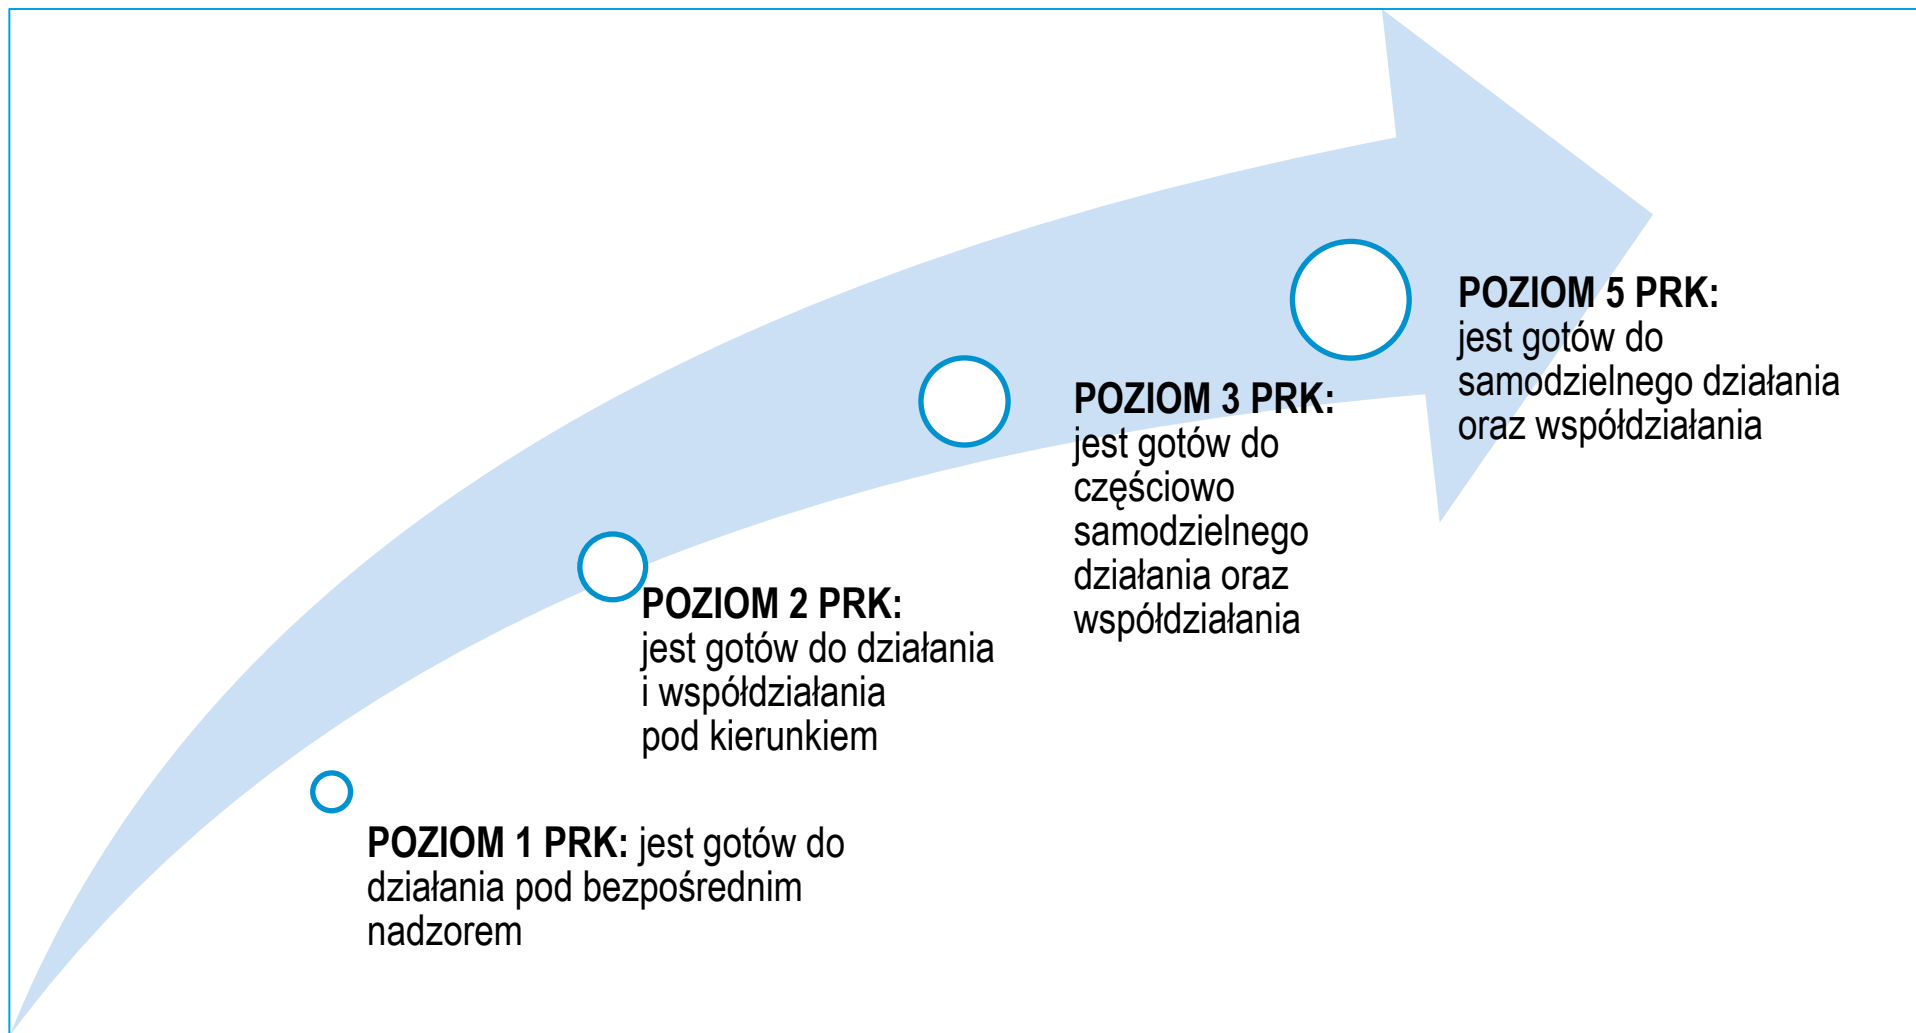 POZIOM 5 PRK:
jest gotów do
samodzielnego działania
oraz współdziałania
POZIOM 3 PRK:
jest gotów do
częściowo
samodzielnego
działania oraz
współdziałania
POZIOM 2 PRK:
jest gotów do działania
i współdziałania
pod kierunkiem
POZIOM 1 PRK: jest gotów do
działania pod bezpośrednim
nadzorem